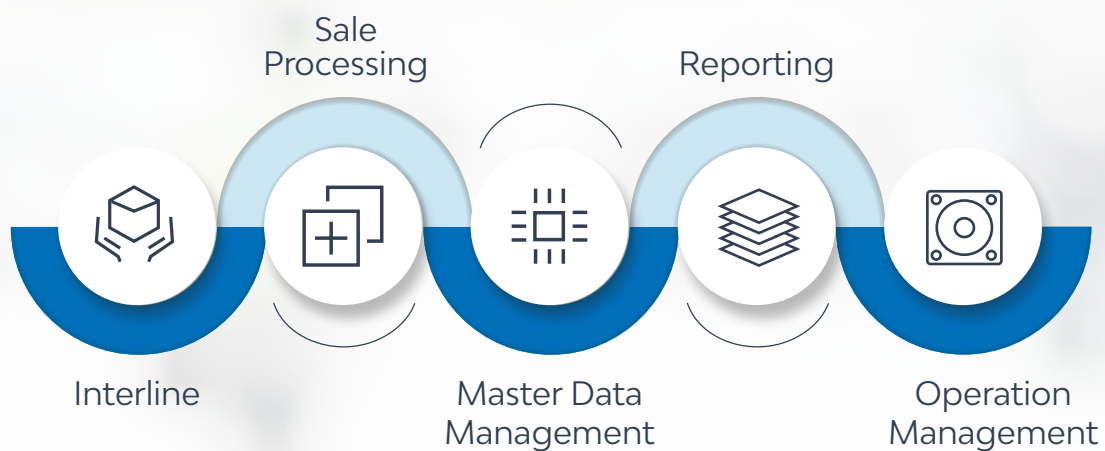 Sale
Processing
Reporting
Interline
Master Data
Management
Operation
Management